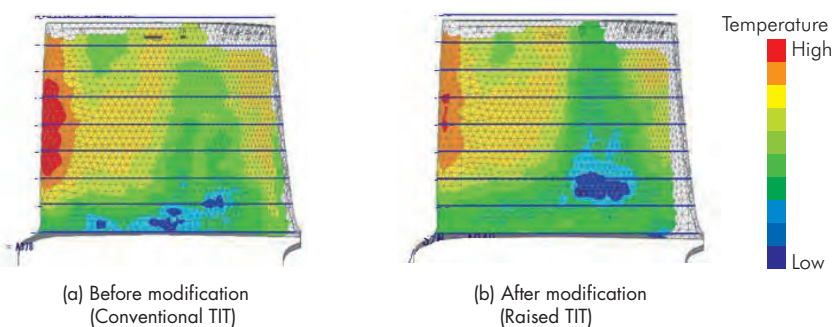 Temperature
High
Low
(a) Before modification
(Conventional TIT)
(b) After modification
(Raised TIT)